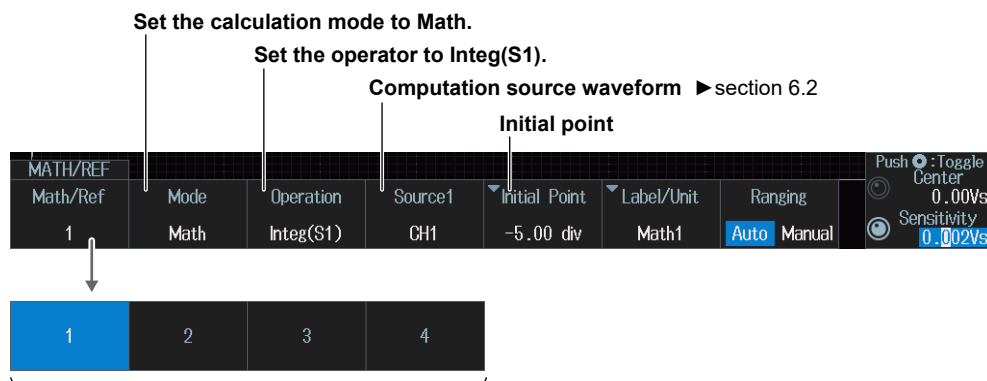 Set the calculation mode to Math.
Set the operator to Integ(S1).
Computation source waveform ►section 6.2
Initial point
MATH/REF
Math/Ref Mode Operation Source1 Initial Point Label/Unit Ranging
1 Math Integ(S1) CH1 -5.00 div Math1 Auto Manual
Push :Toggle
Center
0.00Vs
Sensitivity
0.002Vs
1 2 3 4